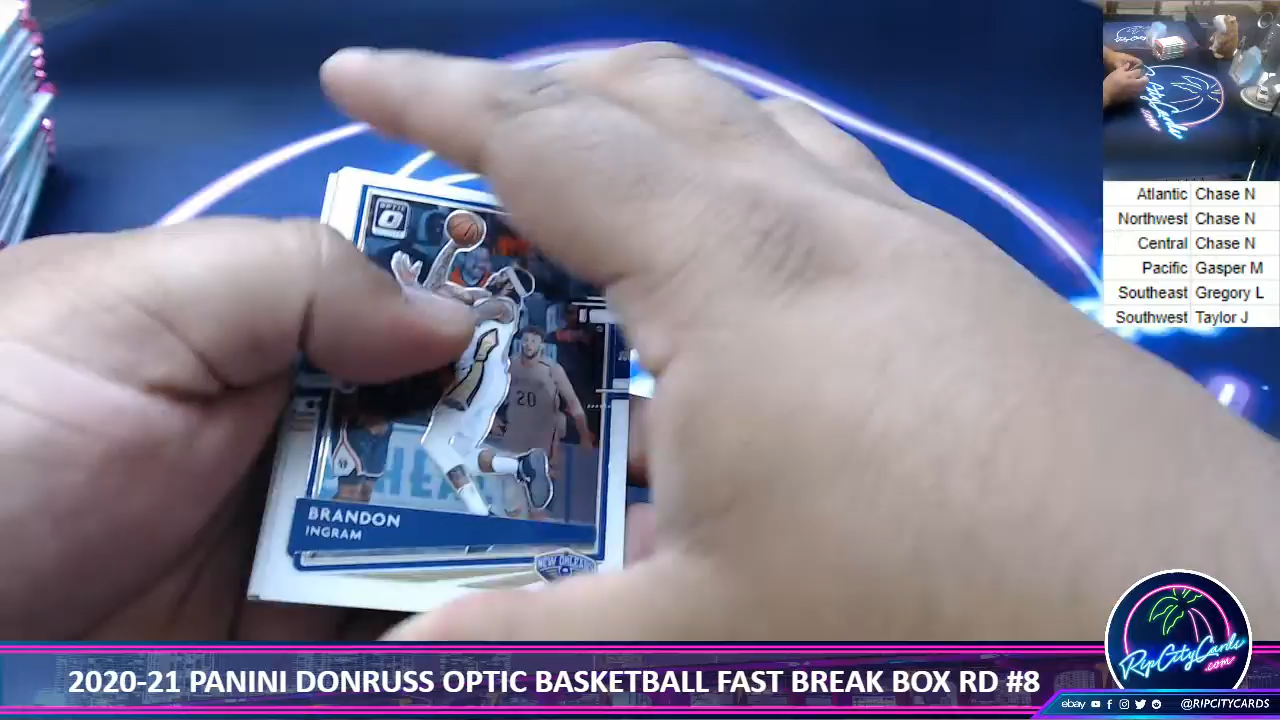 OPTIC
20
BRANDON
INGRAM
NEW ORLEANS
Atlantic Chase N
Northwest Chase N
Central Chase N
Pacific Gasper M
Southeast Gregory L
Southwest Taylor J
RipCityCards
.com
2020-21 PANINI DONRUSS OPTIC BASKETBALL FAST BREAK BOX RD #8
ebay @RIPCITYCARDS